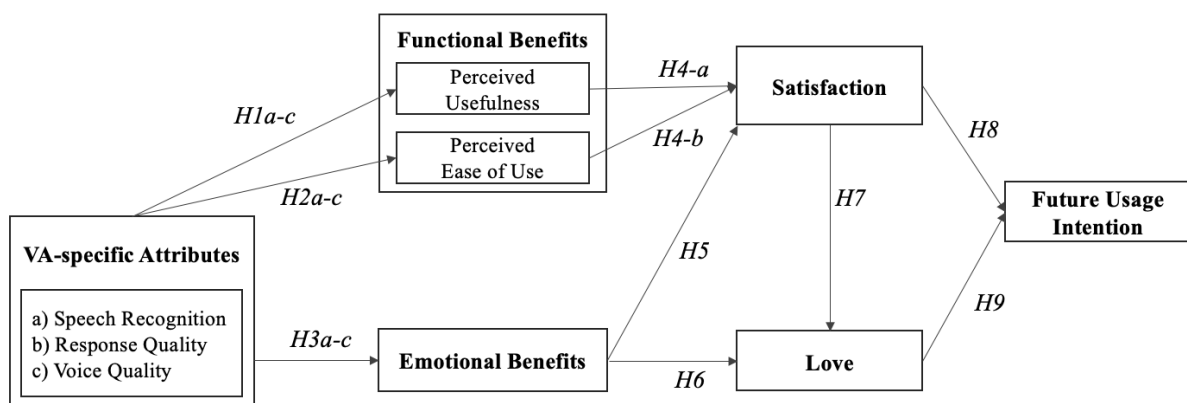 Functional Benefits
Perceived
Usefulness
Perceived
Ease of Use
H1a-c
H2a-c
H4-a
H4-b
Satisfaction
H8
H7
H5
Future Usage
Intention
VA-specific Attributes
a) Speech Recognition
b) Response Quality
c) Voice Quality
H3a-c
Emotional Benefits
H6
Love
H9